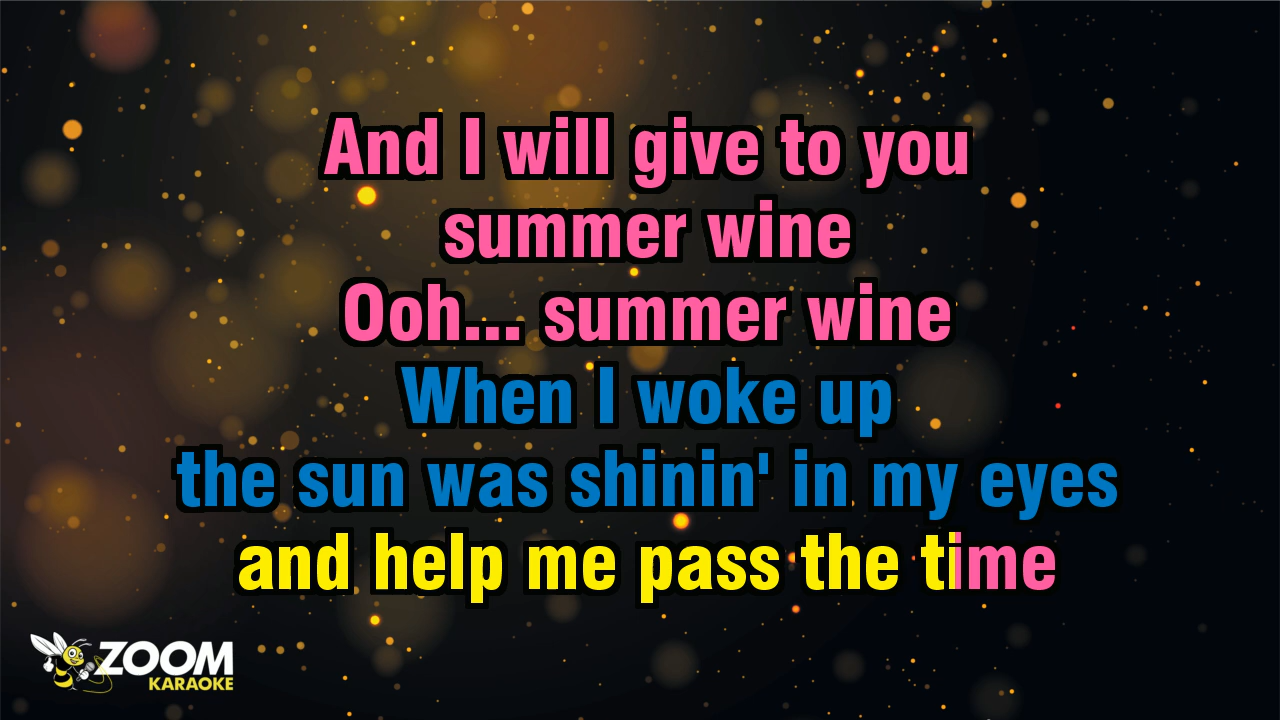 And I will give to you
summer wine
Ooh... summer wine
When I woke up
the sun was shinin' in my eyes
and help me pass the time
ZOOM
KARAOKE